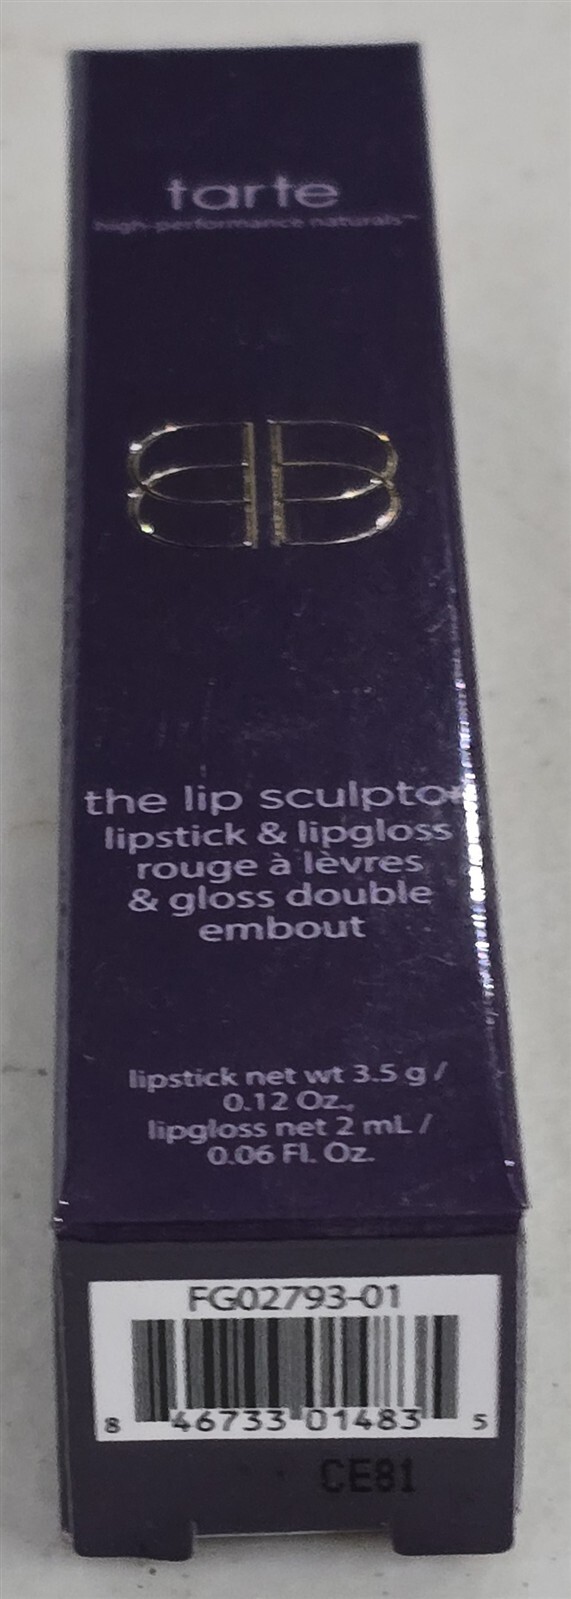 tarte
high-performance naturals™
the lip sculptor
lipstick & lipgloss
rouge à lèvres
& gloss double
embout
lipstick net wt 3.5 g /
0.12 Oz.,
lipgloss net 2 mL /
0.06 Fl. Oz.
FG02793-01
8 46733 01483 5
CE81